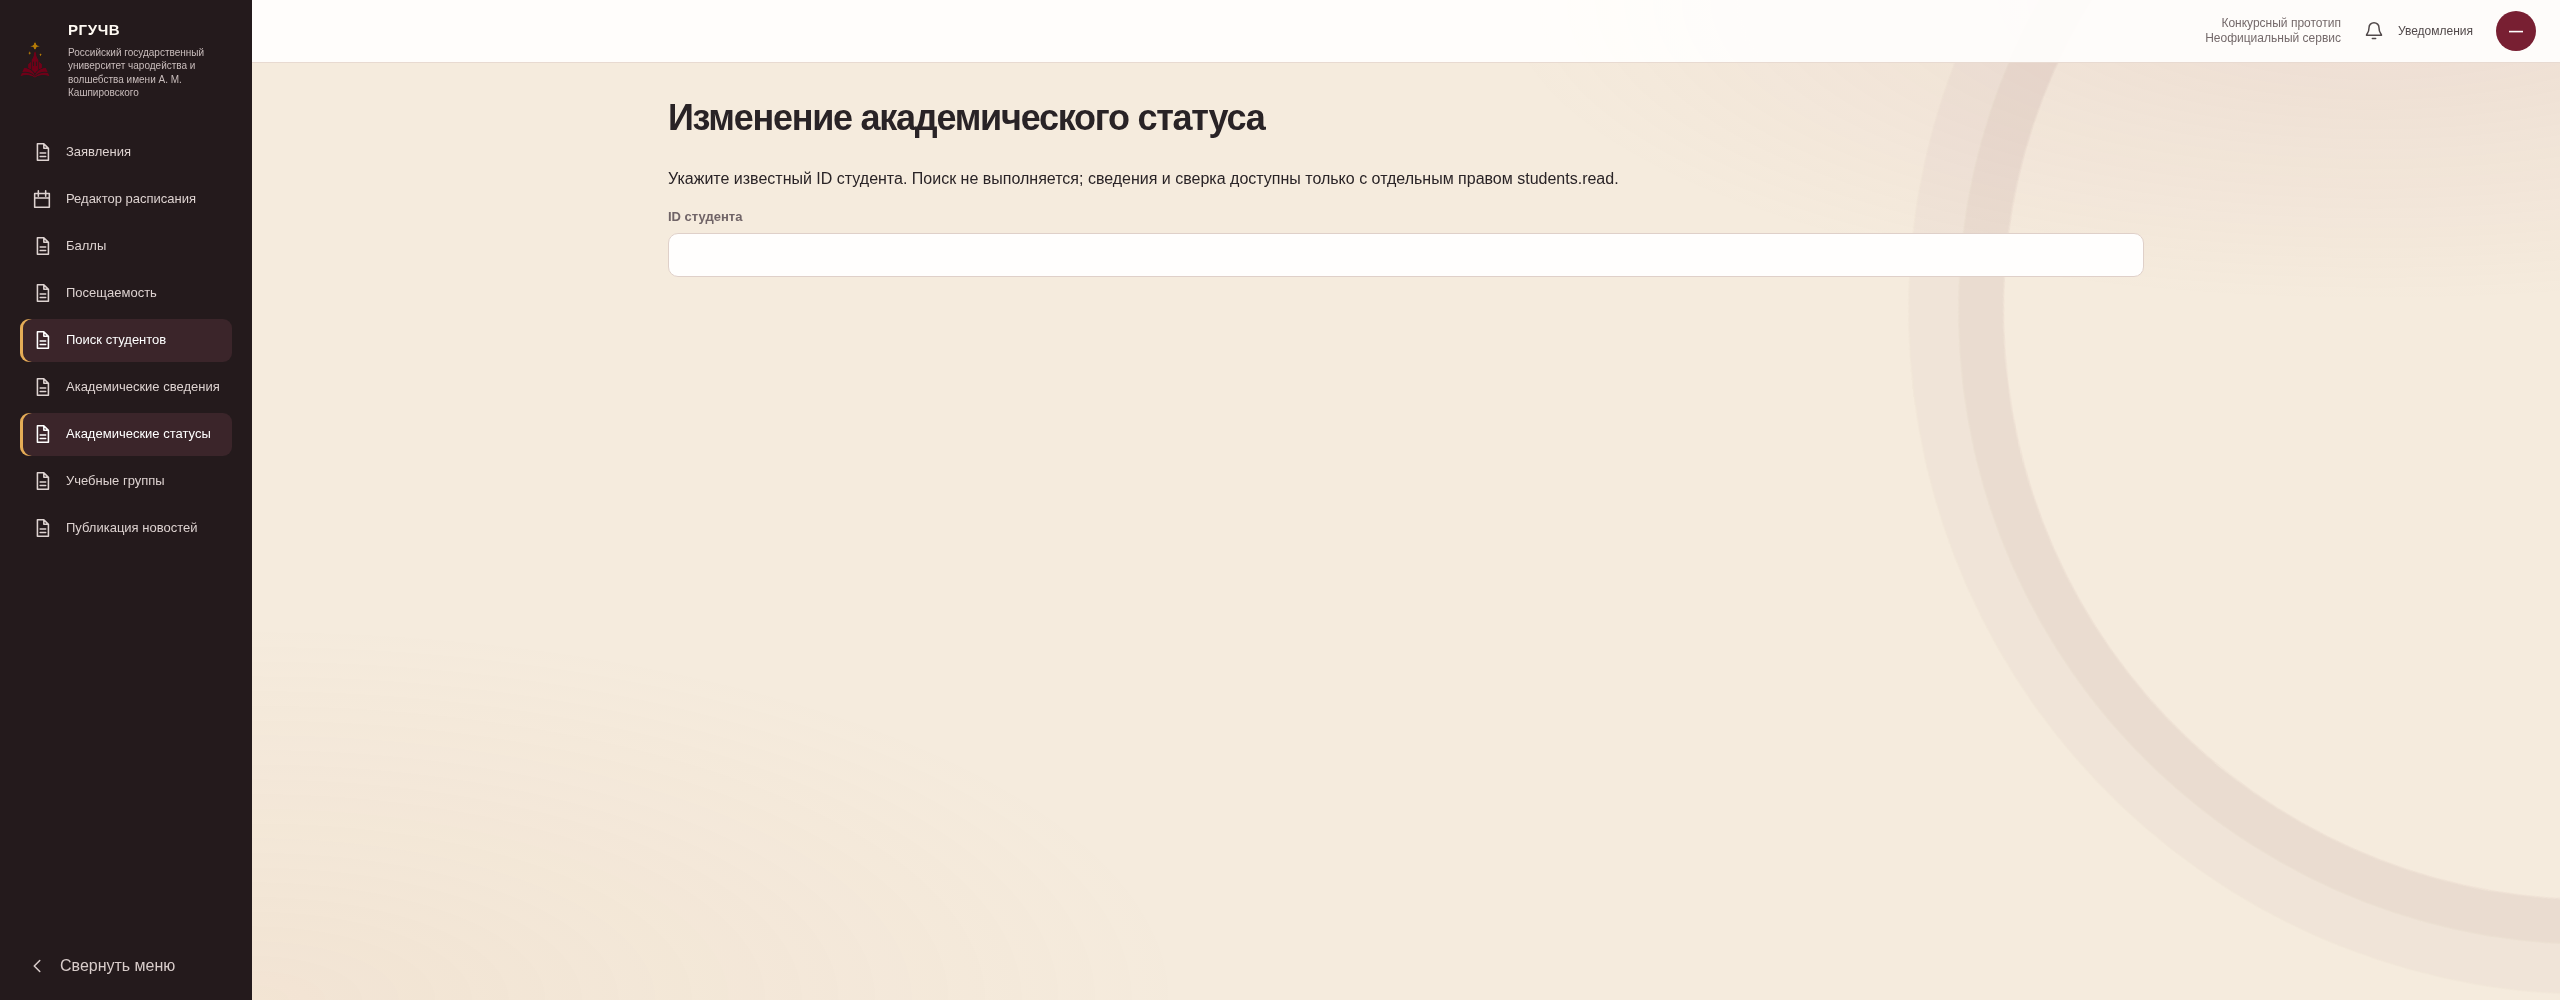 РГУЧВ
Российский государственный
университет чародейства и
волшебства имени А. М.
Кашпировского
Заявления
Редактор расписания
Баллы
Посещаемость
Поиск студентов
Академические сведения
Академические статусы
Учебные группы
Публикация новостей
Свернуть меню
Конкурсный прототип
Неофициальный сервис
Уведомления
—
Изменение академического статуса
Укажите известный ID студента. Поиск не выполняется; сведения и сверка доступны только с отдельным правом students.read.
ID студента